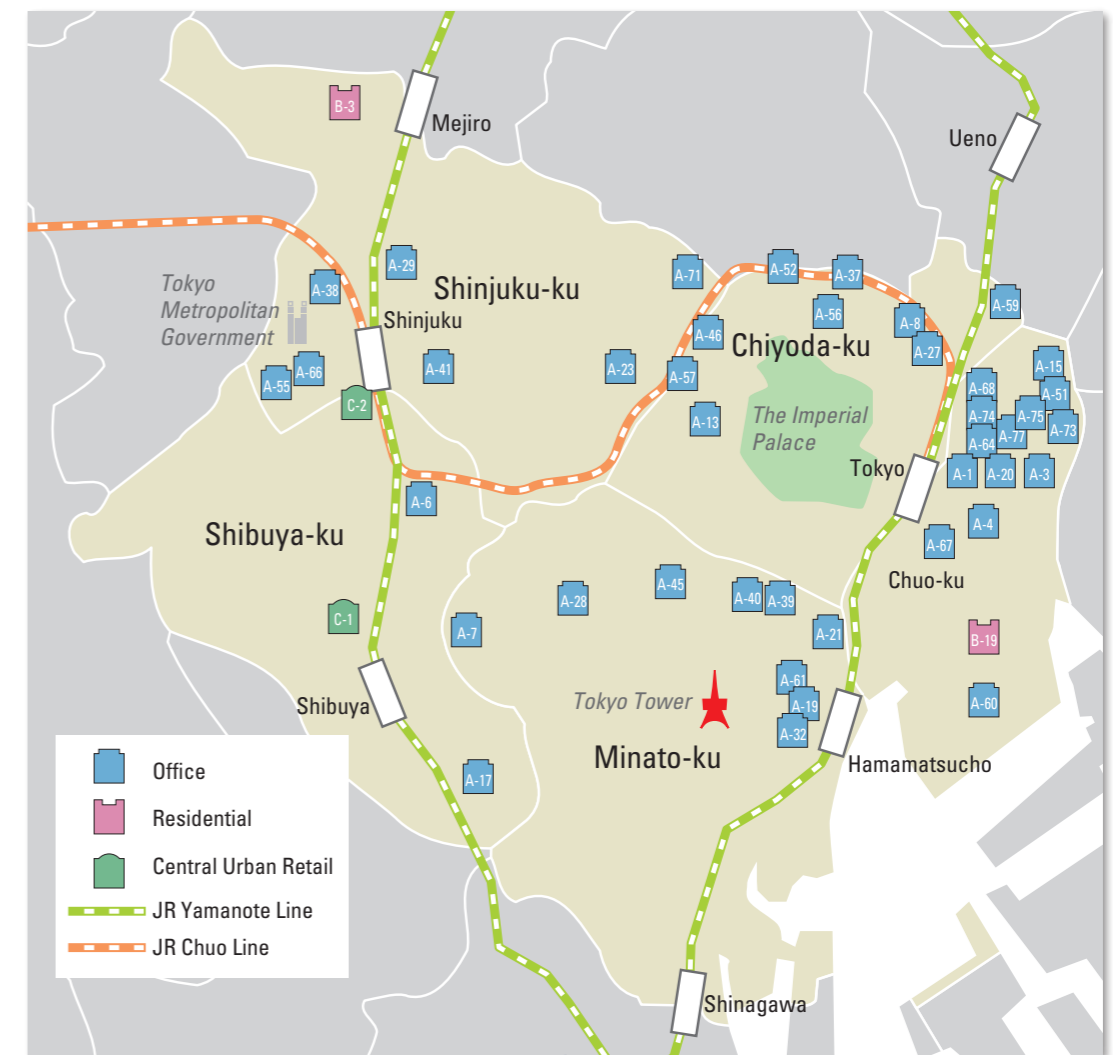 B-3
Mejiro
Ueno
Tokyo
Metropolitan
Government
A-38
A-29
Shinjuku-ku
Shinjuku
A-71
A-52
A-37
A-56
A-46
Chiyoda-ku
A-8
A-27
A-59
A-55
A-66
A-41
A-23
A-57
A-13
C-2
The Imperial
Palace
A-68
A-74
A-64
A-77
A-75
A-15
A-51
A-73
Tokyo
A-1
A-20
A-3
A-4
A-67
Chuo-ku
A-6
Shibuya-ku
C-1
A-7
A-28
A-45
A-40
A-39
A-21
B-19
A-61
A-19
A-32
A-60
Shibuya
Tokyo Tower
Minato-ku
Hamamatsucho
A-17
Office
Residential
Central Urban Retail
JR Yamanote Line
JR Chuo Line
Shinagawa